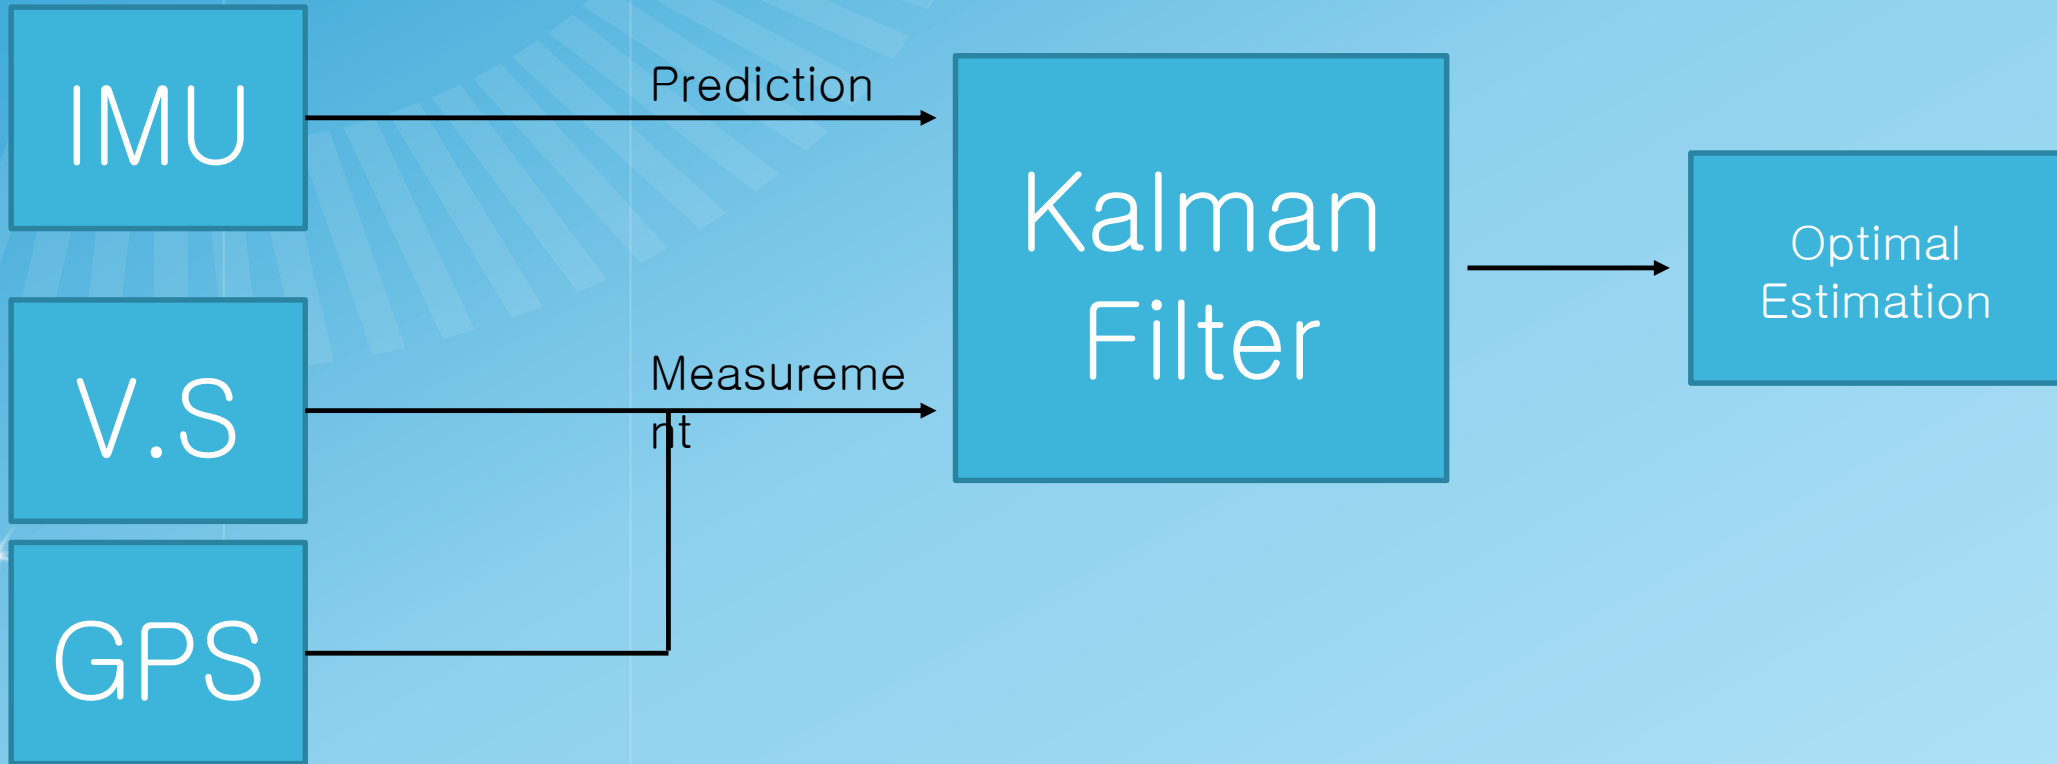 IMU
Prediction
Kalman
Filter
Optimal
Estimation
V.S
Measureme
nt
GPS